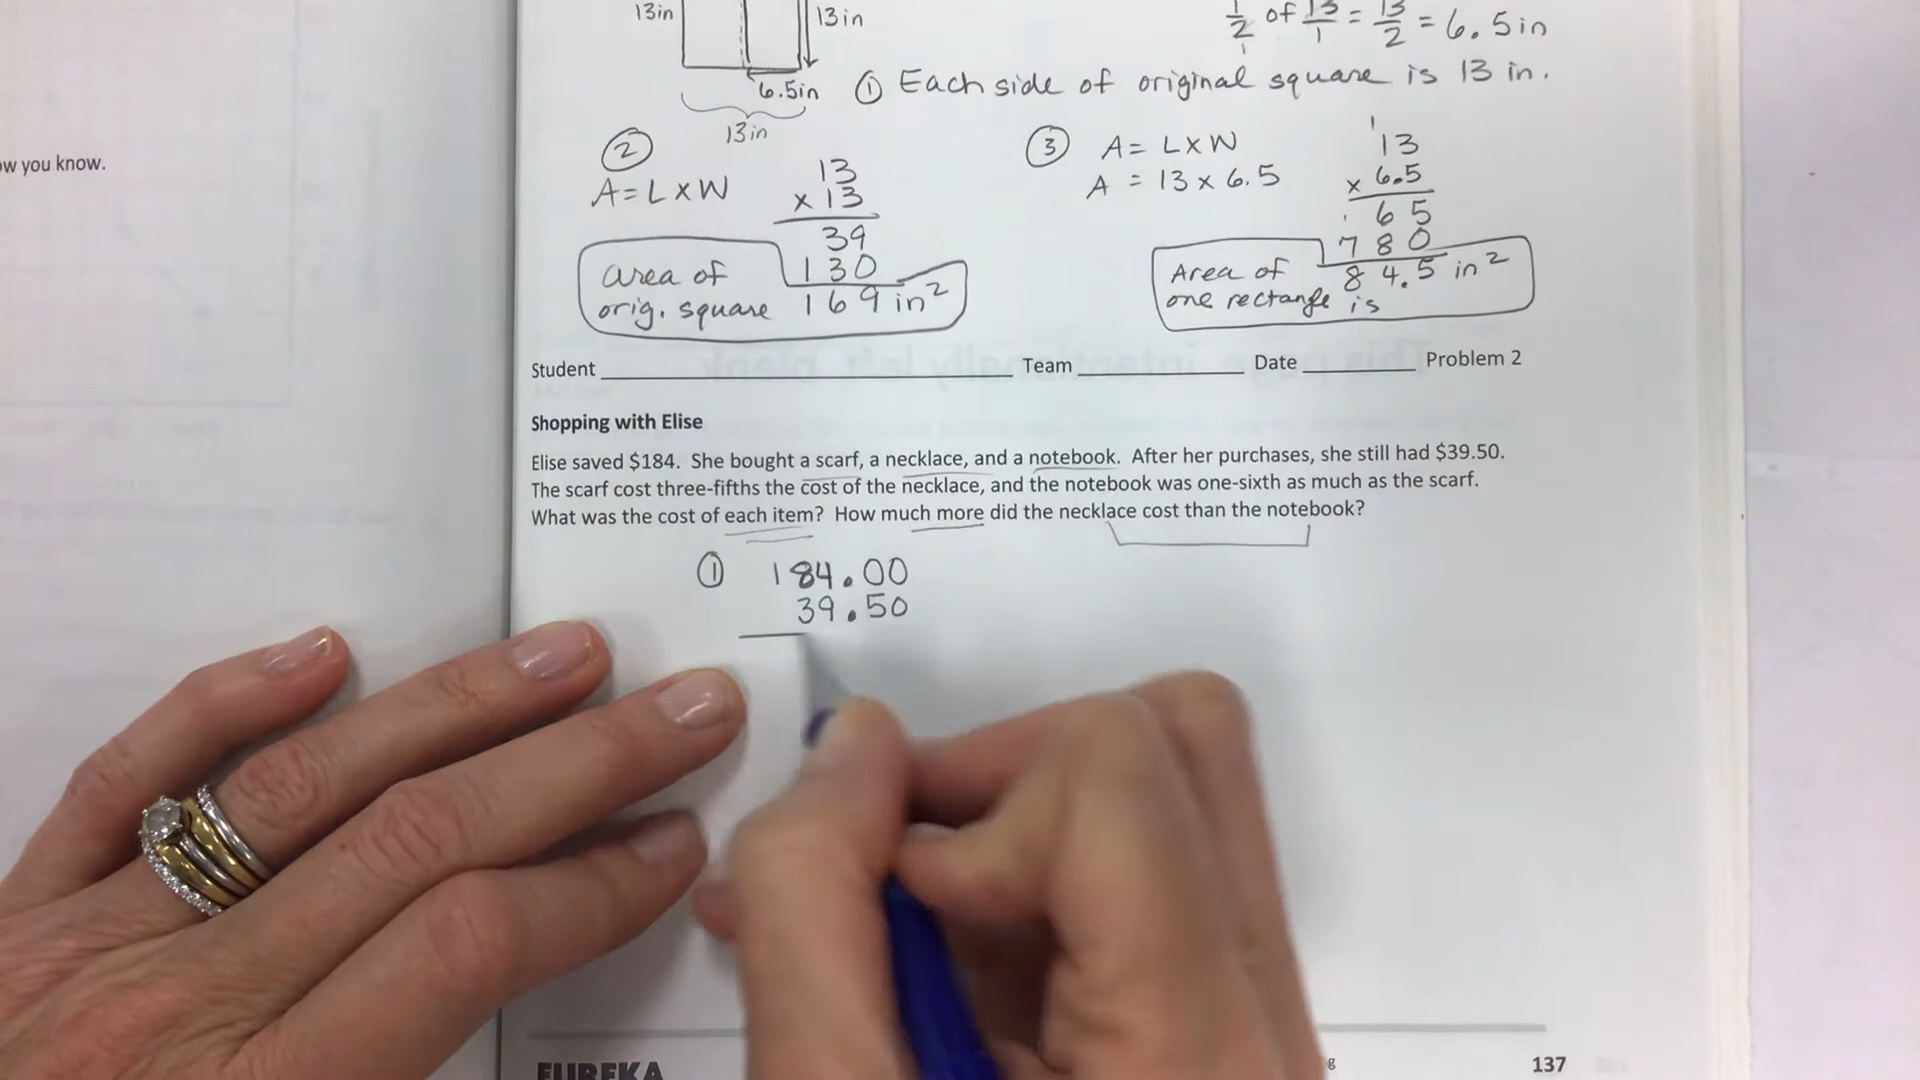 13in
13in
1/2 of 13/1 = 13/2 = 6.5in
6.5in
① Each side of original square is 13 in.
13in
ow you know.
②
A = L x W
13
x 13
39
130
169 in²
area of
orig. square
③ A = L x W
A = 13 x 6.5
1
13
x 6.5
65
780
84.5 in²
Area of
one rectangle is
Student Team Date Problem 2
Shopping with Elise
Elise saved $184. She bought a scarf, a necklace, and a notebook. After her purchases, she still had $39.50.
The scarf cost three-fifths the cost of the necklace, and the notebook was one-sixth as much as the scarf.
What was the cost of each item? How much more did the necklace cost than the notebook?
① 184.00
39.50
EUREKA
g
137